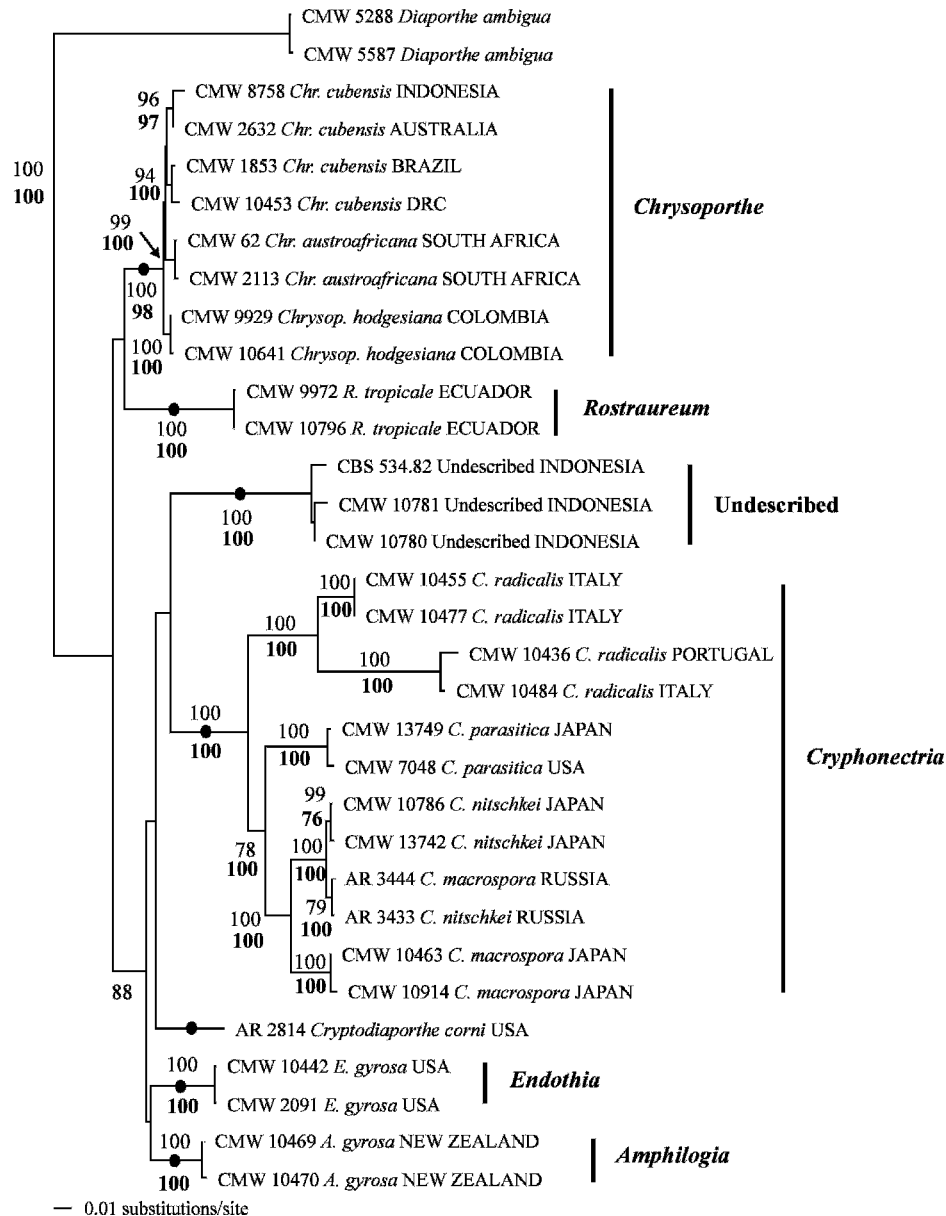 CMW 5288 Diaporthe ambigua
CMW 5587 Diaporthe ambigua
CMW 8758 Chr. cubensis INDONESIA
96
97
CMW 2632 Chr. cubensis AUSTRALIA
CMW 1853 Chr. cubensis BRAZIL
100
100
94
100
CMW 10453 Chr. cubensis DRC
Chrysoporthe
99
100
CMW 62 Chr. austroafricana SOUTH AFRICA
CMW 2113 Chr. austroafricana SOUTH AFRICA
100
98
CMW 9929 Chrysop. hodgesiana COLOMBIA
100
100
CMW 10641 Chrysop. hodgesiana COLOMBIA
CMW 9972 R. tropicale ECUADOR
Rostraureum
CMW 10796 R. tropicale ECUADOR
100
100
CBS 534.82 Undescribed INDONESIA
CMW 10781 Undescribed INDONESIA
Undescribed
100
100
CMW 10780 Undescribed INDONESIA
100
100
CMW 10455 C. radicalis ITALY
CMW 10477 C. radicalis ITALY
100
100
CMW 10436 C. radicalis PORTUGAL
100
100
CMW 10484 C. radicalis ITALY
100
100
CMW 13749 C. parasitica JAPAN
100
100
CMW 7048 C. parasitica USA
Cryphonectria
99
76
CMW 10786 C. nitschkei JAPAN
CMW 13742 C. nitschkei JAPAN
78
100
100
100
AR 3444 C. macrospora RUSSIA
79
100
AR 3433 C. nitschkei RUSSIA
100
100
CMW 10463 C. macrospora JAPAN
100
100
CMW 10914 C. macrospora JAPAN
88
AR 2814 Cryptodiaporthe corni USA
100
100
CMW 10442 E. gyrosa USA
Endothia
CMW 2091 E. gyrosa USA
100
100
CMW 10469 A. gyrosa NEW ZEALAND
Amphilogia
CMW 10470 A. gyrosa NEW ZEALAND
0.01 substitutions/site